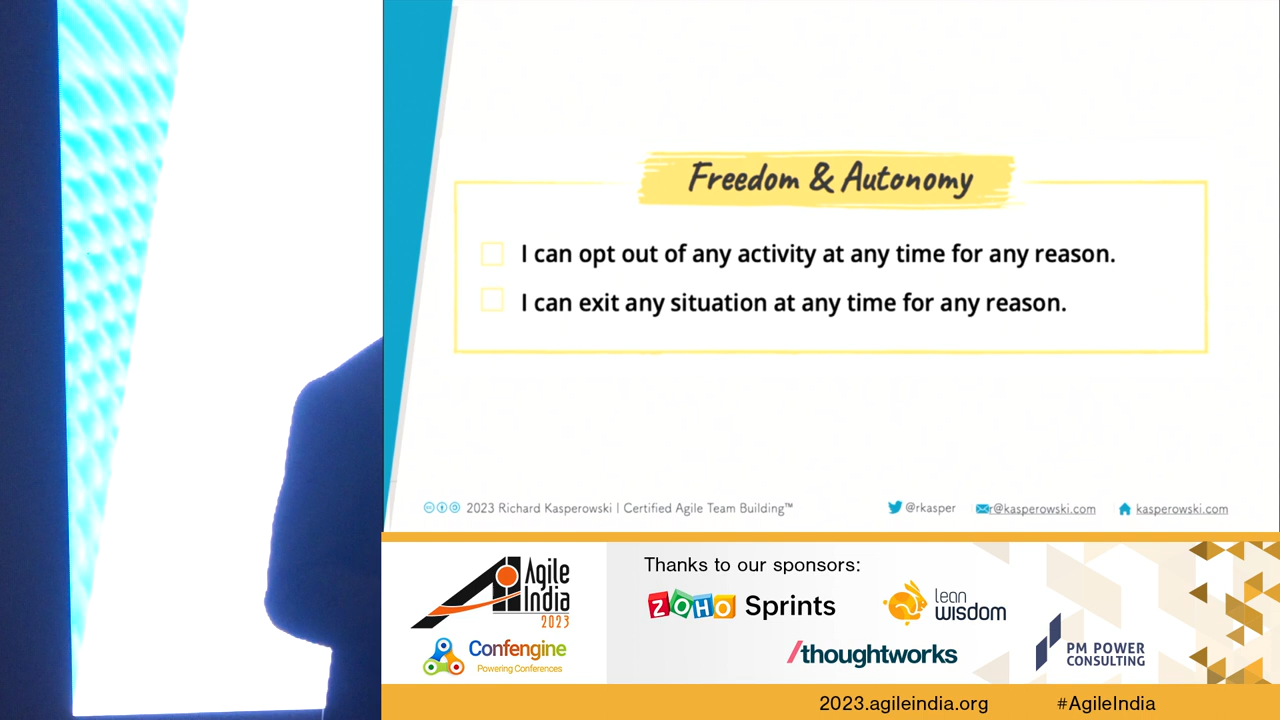 Freedom & Autonomy
I can opt out of any activity at any time for any reason.
I can exit any situation at any time for any reason.
2023 Richard Kasperowski | Certified Agile Team Building™
@rkasper
r@kasperowski.com
kasperowski.com
Agile
India
2023
Confengine
Powering Conferences
Thanks to our sponsors:
ZOHO Sprints
lean
wisdom
/thoughtworks
PM POWER
CONSULTING
2023.agileindia.org
#AgileIndia